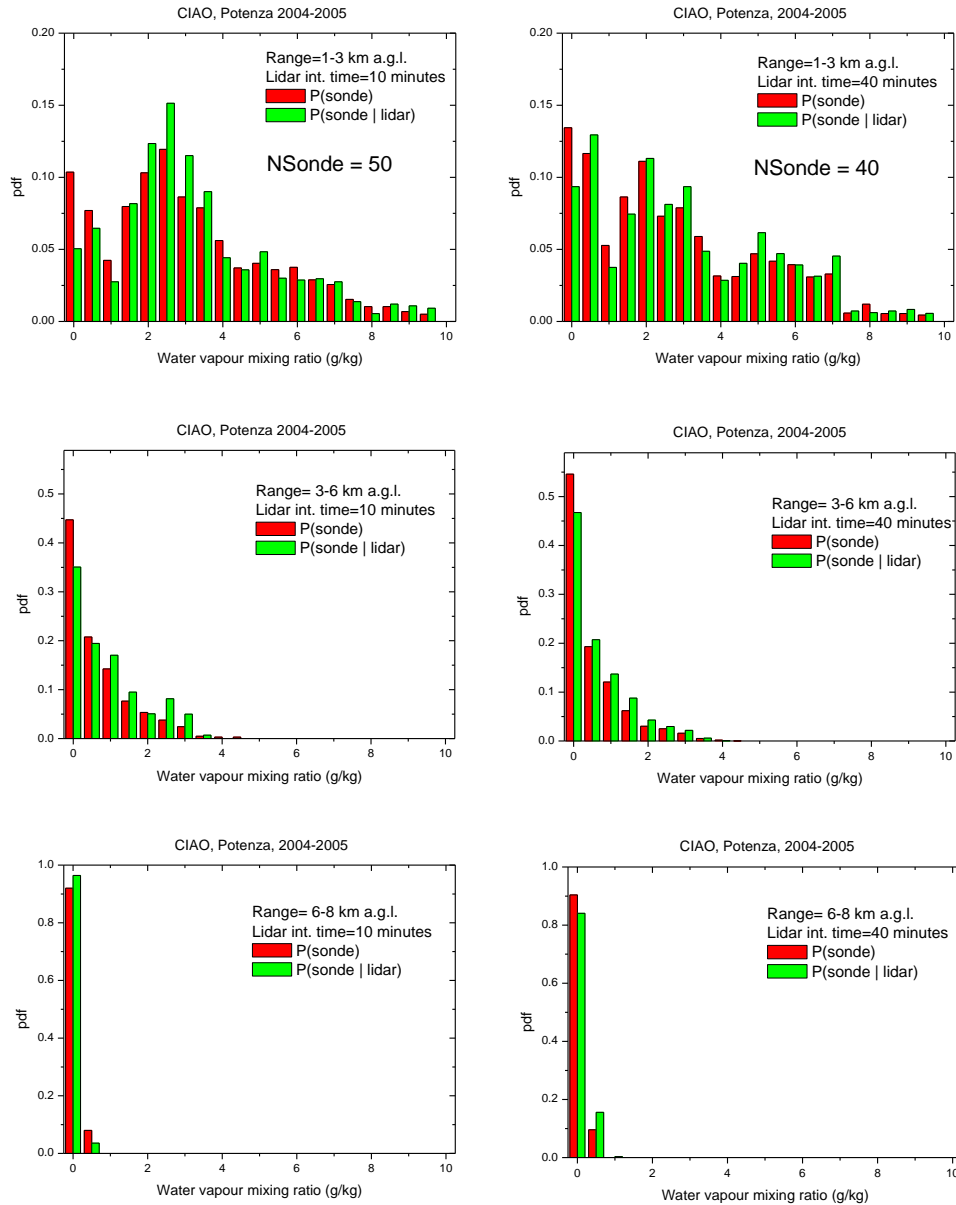 CIAO, Potenza 2004-2005
0.20
0.15
0.10
0.05
0.00
pdf
Range=1-3 km a.g.l.
Lidar int. time=10 minutes
P(sonde)
P(sonde | lidar)
NSonde = 50
0 2 4 6 8 10
Water vapour mixing ratio (g/kg)
CIAO, Potenza 2004-2005
0.20
0.15
0.10
0.05
0.00
pdf
Range=1-3 km a.g.l.
Lidar int. time=40 minutes
P(sonde)
P(sonde | lidar)
NSonde = 40
0 2 4 6 8 10
Water vapour mixing ratio (g/kg)
CIAO, Potenza 2004-2005
0.5
0.4
0.3
0.2
0.1
0.0
pdf
Range= 3-6 km a.g.l.
Lidar int. time=10 minutes
P(sonde)
P(sonde | lidar)
0 2 4 6 8 10
Water vapour mixing ratio (g/kg)
CIAO, Potenza, 2004-2005
0.5
0.4
0.3
0.2
0.1
0.0
pdf
Range= 3-6 km a.g.l.
Lidar int. time=40 minutes
P(sonde)
P(sonde | lidar)
0 2 4 6 8 10
Water vapour mixing ratio (g/kg)
CIAO, Potenza, 2004-2005
1.0
0.8
0.6
0.4
0.2
0.0
pdf
Range= 6-8 km a.g.l.
Lidar int. time=10 minutes
P(sonde)
P(sonde | lidar)
0 2 4 6 8 10
Water vapour mixing ratio (g/kg)
CIAO, Potenza, 2004-2005
1.0
0.8
0.6
0.4
0.2
0.0
pdf
Range= 6-8 km a.g.l.
Lidar int. time=40 minutes
P(sonde)
P(sonde | lidar)
0 2 4 6 8 10
Water vapour mixing ratio (g/kg)